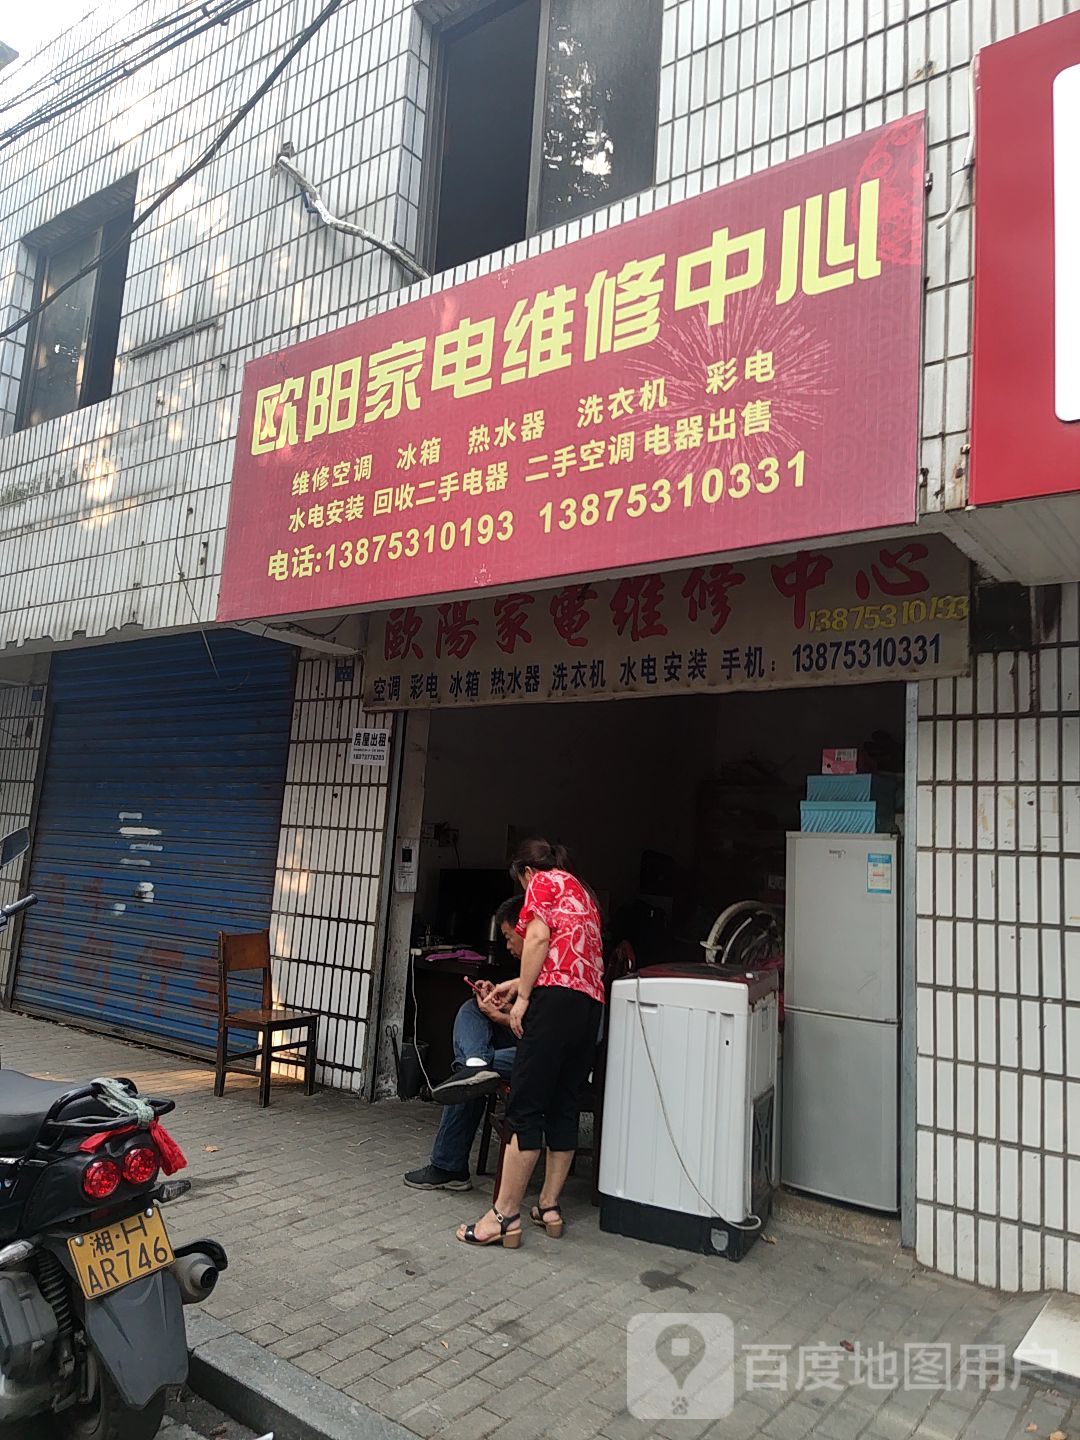 欧阳家电维修中心
维修空调 冰箱 热水器 洗衣机 彩电
水电安装 回收二手电器 二手空调 电器出售
电话:13875310193 13875310331
歐陽家電维修中心
13875310193
空调 彩电 冰箱 热水器 洗衣机 水电安装 手机：13875310331
房屋出租
湘·H
AR746
百度地图用户